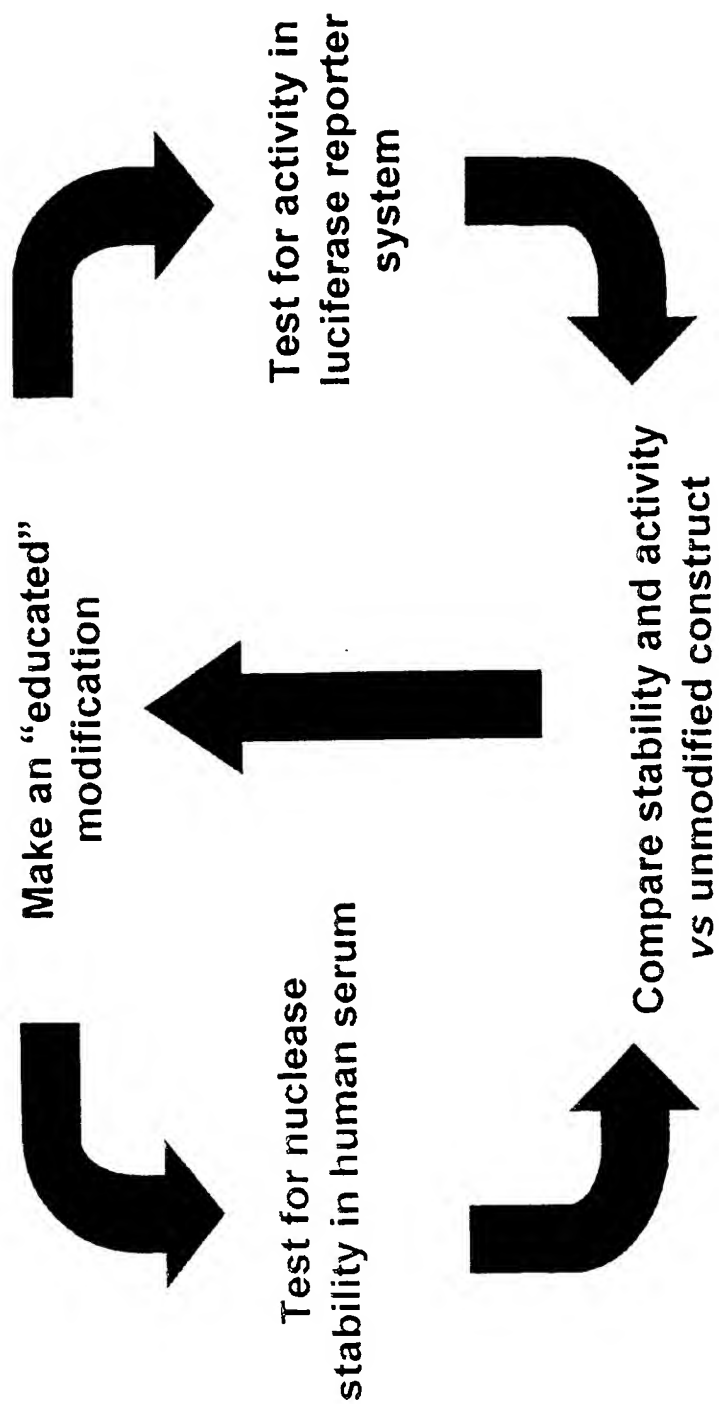 Make an “educated”
modification
Test for nuclease
stability in human serum
Test for activity in
luciferase reporter
system
Compare stability and activity
vs unmodified construct